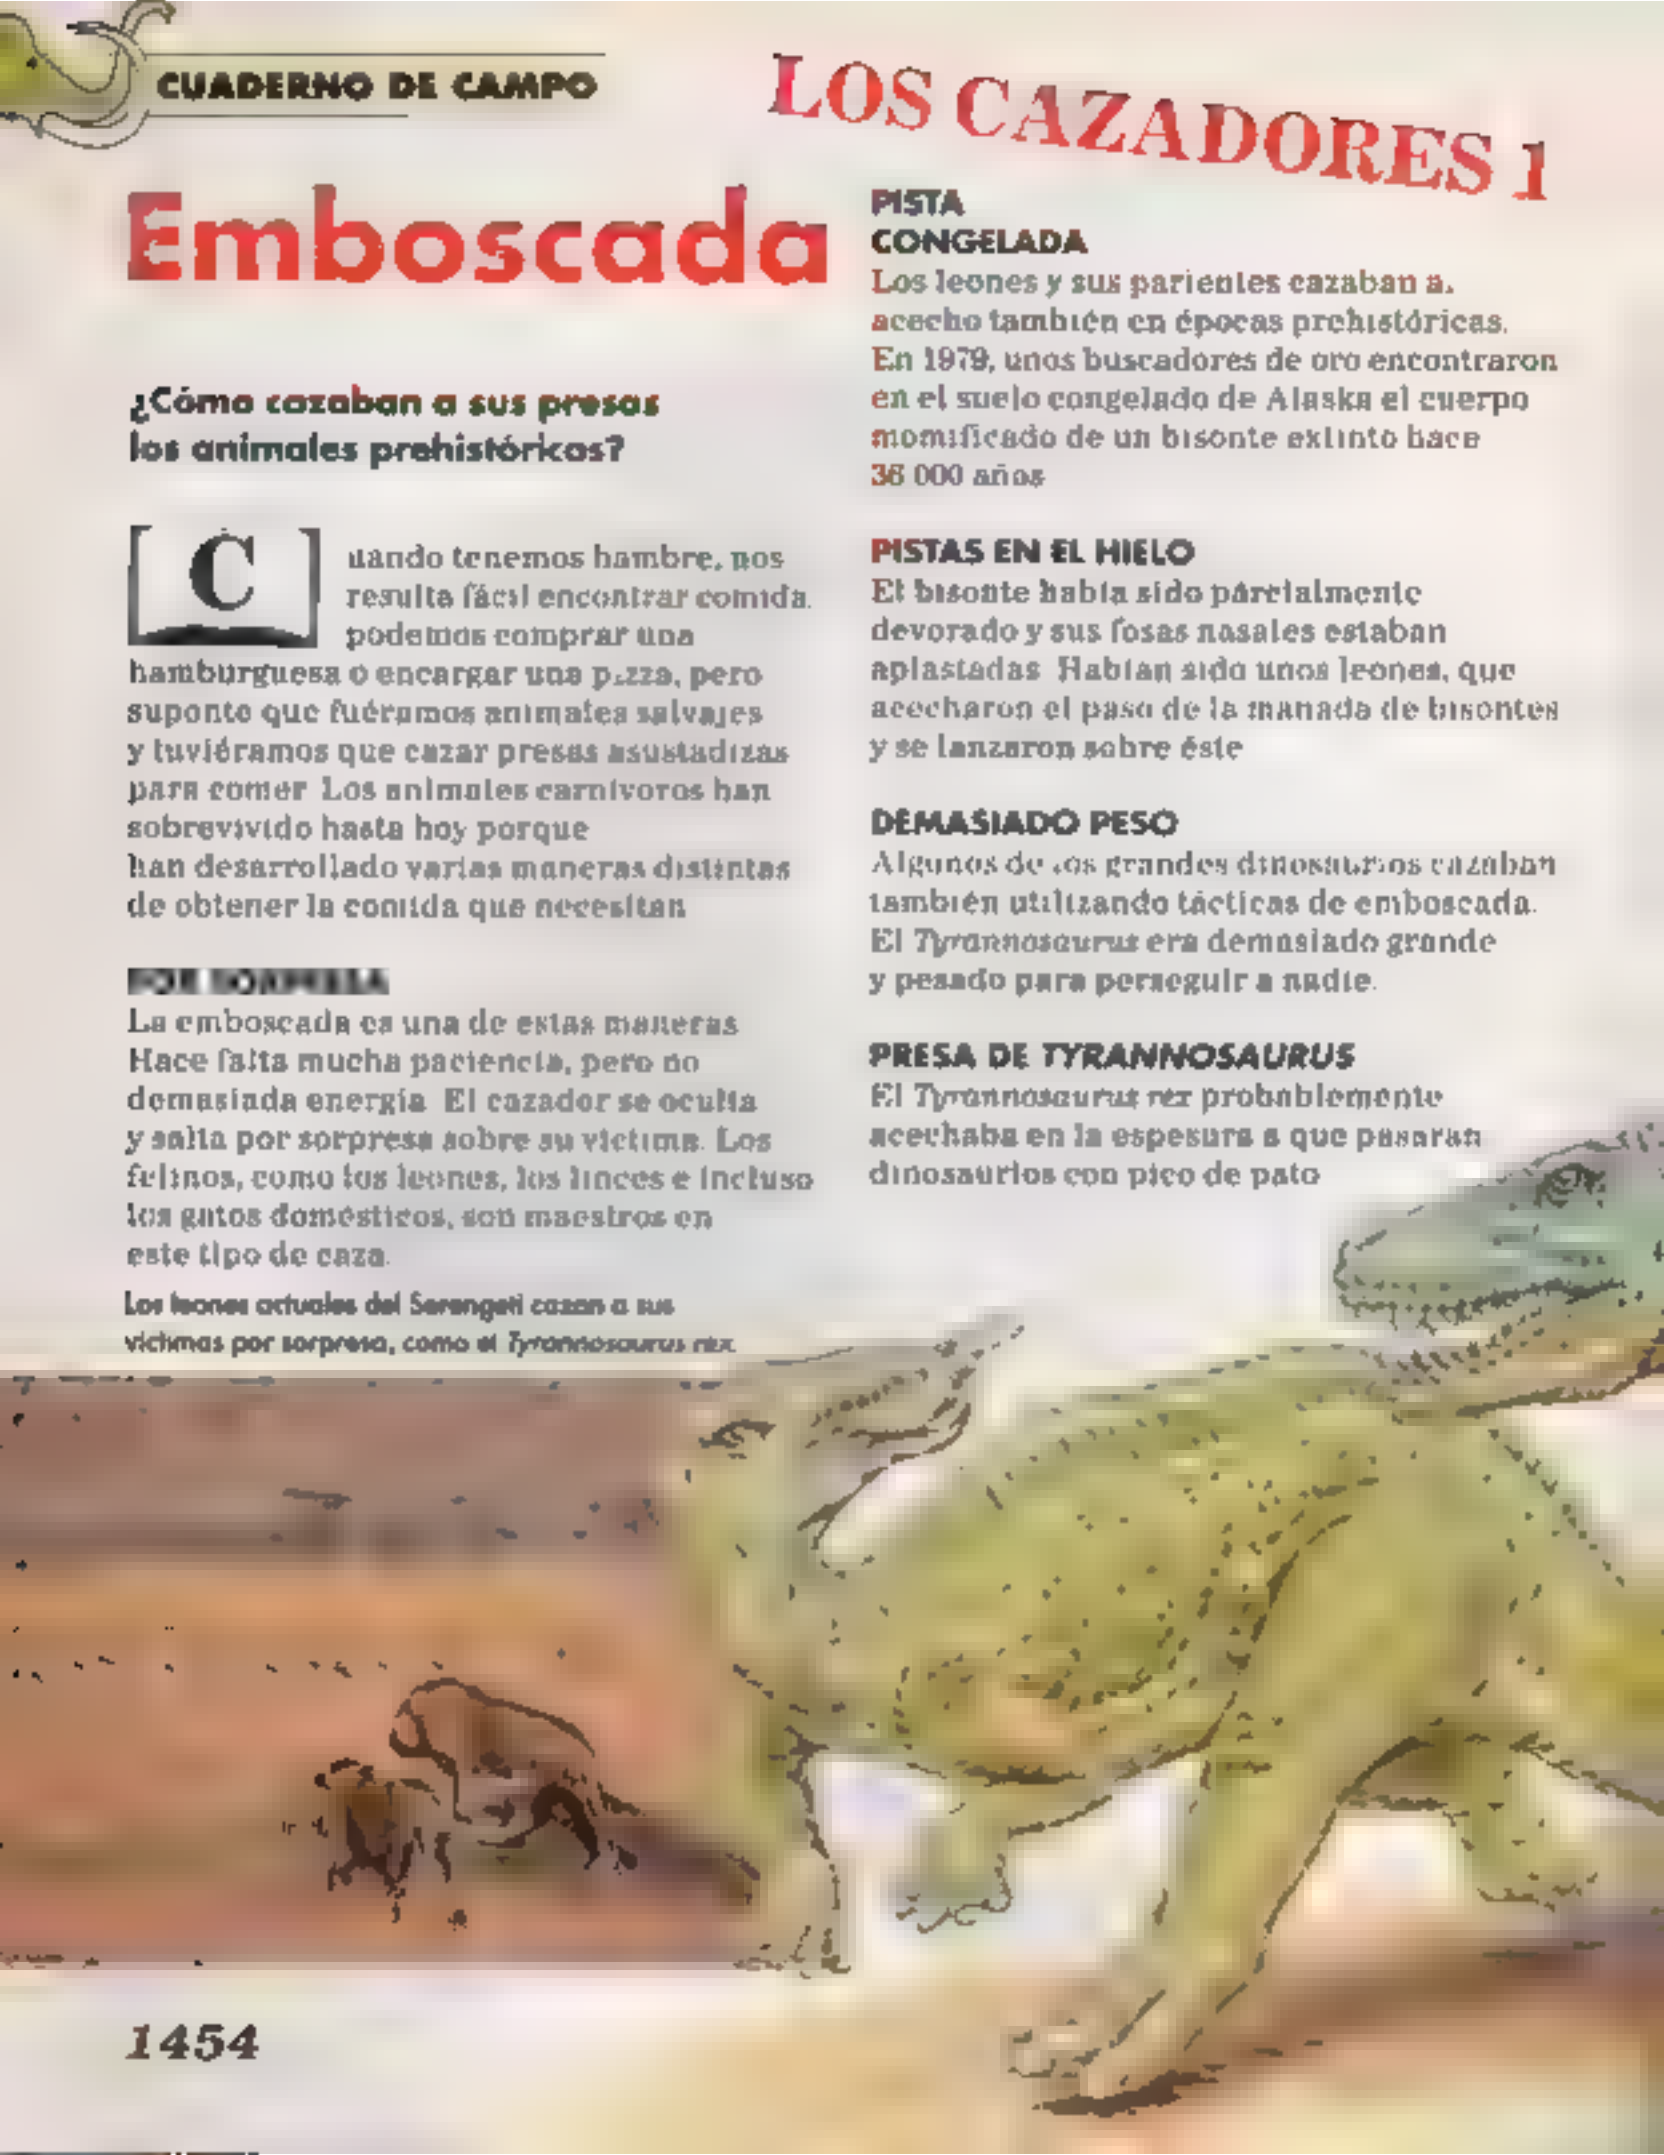 CUADERNO DE CAMPO
LOS CAZADORES 1
Emboscada
¿Cómo cazaban a sus presas
los animales prehistóricos?
Cuando tenemos hambre, nos
resulta fácil encontrar comida.
podemos comprar una
hamburguesa o encargar una pizza, pero
suponte que fuéramos animales salvajes
y tuviéramos que cazar presas asustadizas
para comer Los animales carnívoros han
sobrevivido hasta hoy porque
han desarrollado varias maneras distintas
de obtener la comida que necesitan
POR SORPRESA
La emboscada es una de estas maneras
Hace falta mucha paciencia, pero no
demasiada energía El cazador se oculta
y salta por sorpresa sobre su víctima. Los
felinos, como los leones, los linces e incluso
los gatos domésticos, son maestros en
este tipo de caza.
Los leones actuales del Serengeti cazan a sus
víctimas por sorpresa, como el Tyrannosaurus rex.
PISTA
CONGELADA
Los leones y sus parientes cazaban al
acecho también en épocas prehistóricas.
En 1979, unos buscadores de oro encontraron
en el suelo congelado de Alaska el cuerpo
momificado de un bisonte extinto hace
36 000 años
PISTAS EN EL HIELO
El bisonte había sido parcialmente
devorado y sus fosas nasales estaban
aplastadas Habían sido unos leones, que
acecharon el paso de la manada de bisontes
y se lanzaron sobre éste
DEMASIADO PESO
Algunos de los grandes dinosaurios cazaban
también utilizando tácticas de emboscada.
El Tyrannosaurus era demasiado grande
y pesado para perseguir a nadie.
PRESA DE TYRANNOSAURUS
El Tyrannosaurus rex probablemente
acechaba en la espesura a que pasaran
dinosaurios con pico de pato
1454